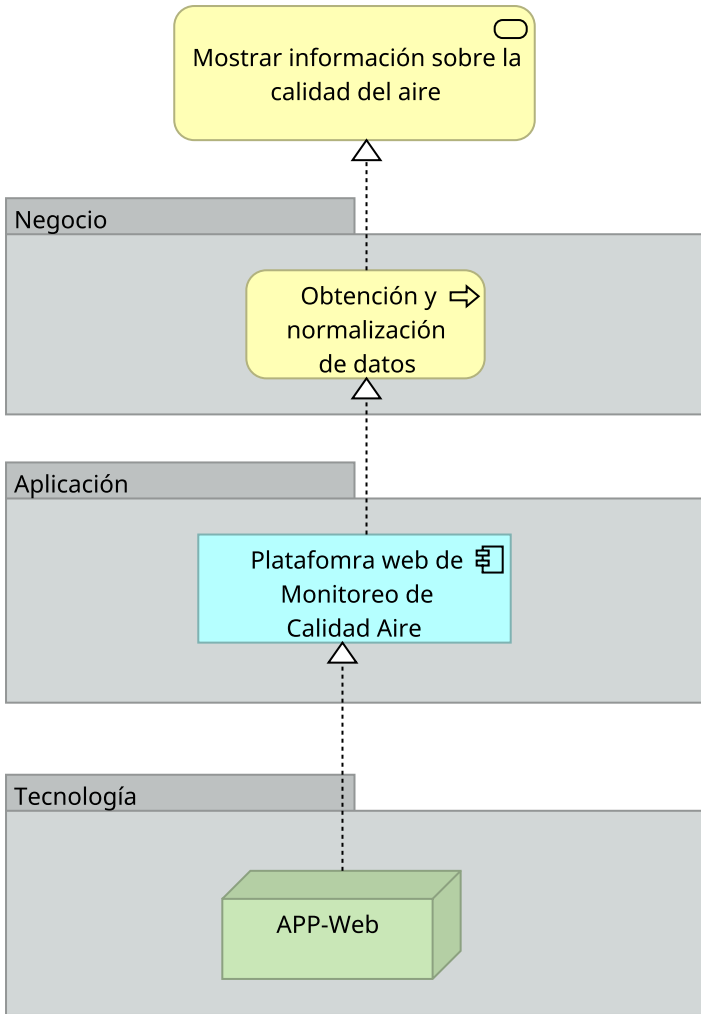 Mostrar información sobre la
calidad del aire
Negocio
Obtención y
normalización
de datos
Aplicación
Platafomra web de
Monitoreo de
Calidad Aire
Tecnología
APP-Web